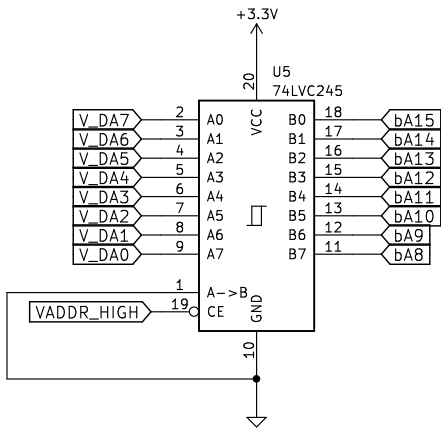 +3.3V
U5
74LVC245
20
VCC
V_DA7 2 A0 B0 18 bA15
V_DA6 3 A1 B1 17 bA14
V_DA5 4 A2 B2 16 bA13
V_DA4 5 A3 B3 15 bA12
V_DA3 6 A4 B4 14 bA11
V_DA2 7 A5 B5 13 bA10
V_DA1 8 A6 B6 12 bA9
V_DA0 9 A7 B7 11 bA8
1 A->B
VADDR_HIGH 19 CE
GND
10